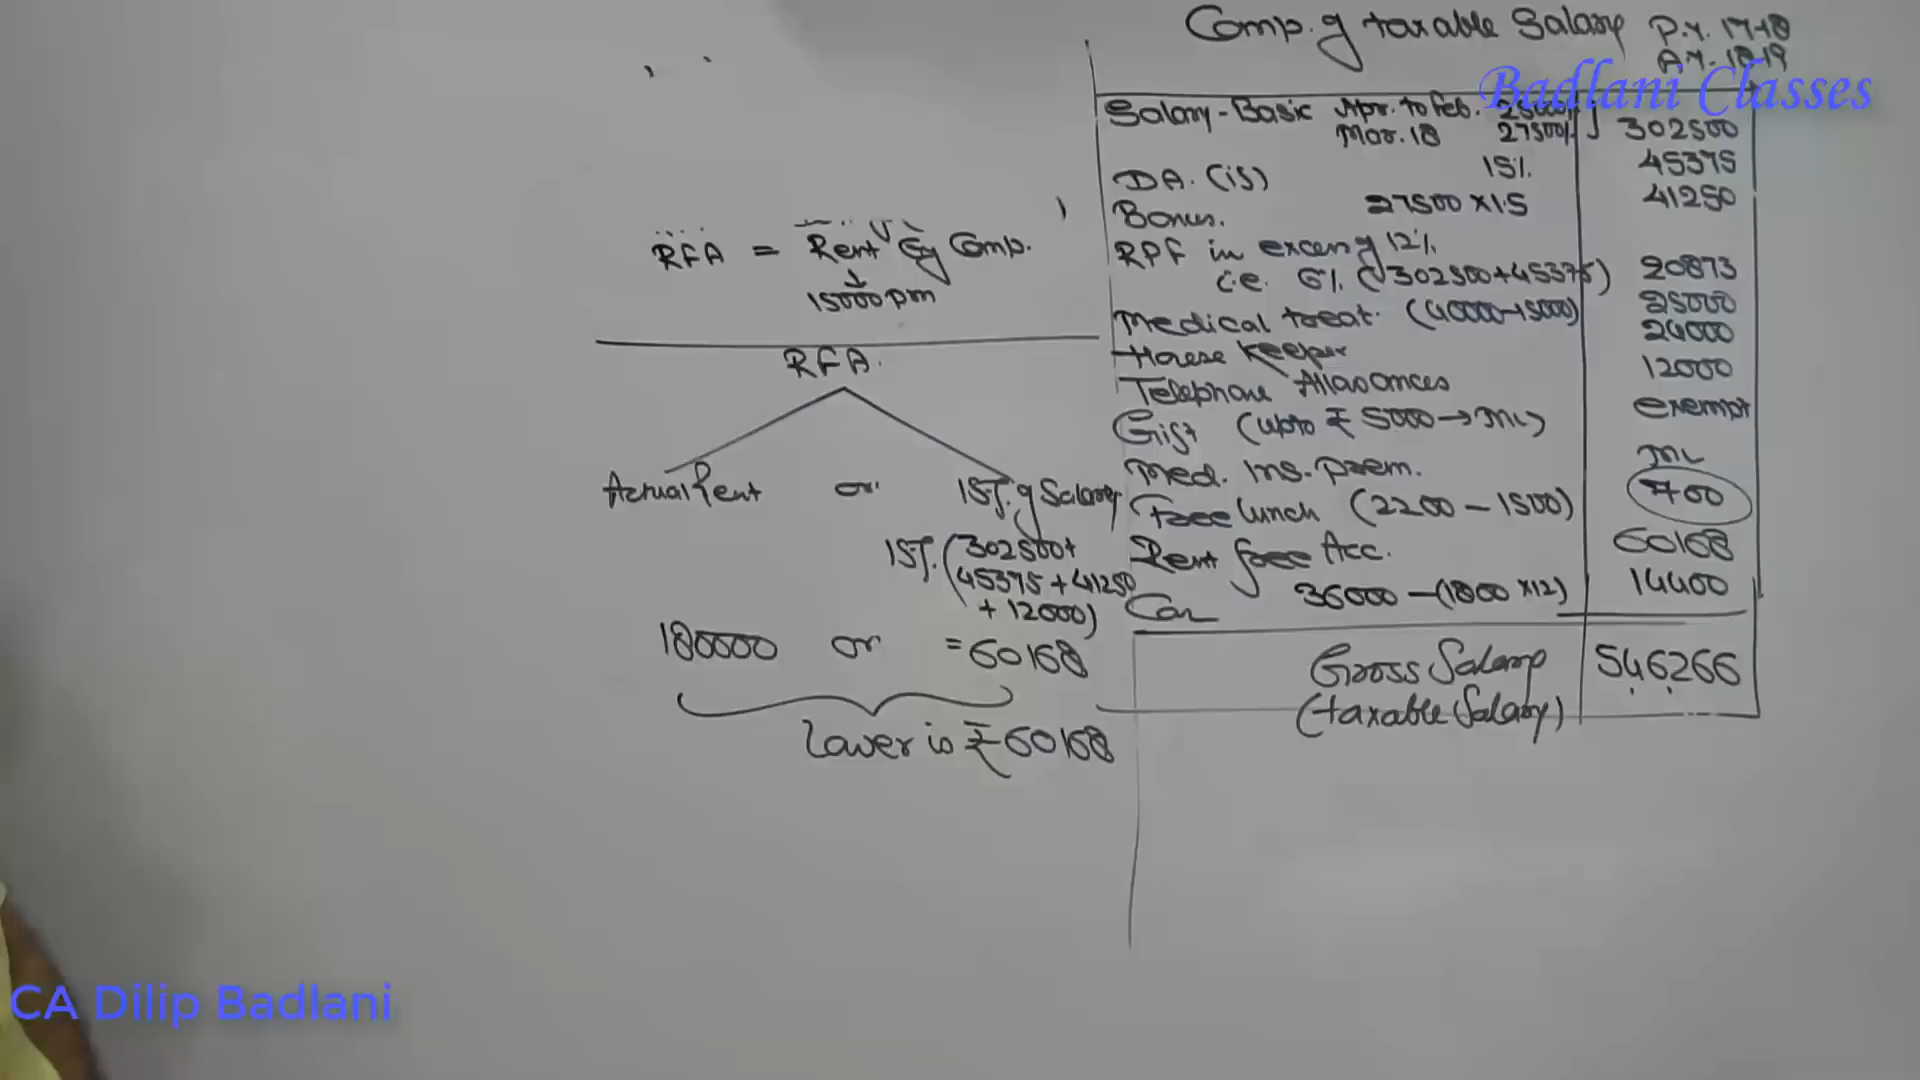 Comp. of taxable Salary P.Y. 17-18
A.Y. 18-19
Badlani Classes
Salary-Basic Apr. to Feb. 25000/-
Mar. 18 27500/- 302500
DA. (is) 15% 45375
Bonus. 27500 x 1.5 41250
RPF in excess of 12%
i.e. 6% (302500+45375) 20873
Medical treat. (40000-15000) 25000
House keeper 24000
Telephone Allowances 12000
Gift (upto ₹ 5000 → NIL) exempt
Med. Ins. prem. NIL
Free lunch (2200 - 1500) 700
Rent free Acc. 60168
Car 36000 - (1800 x 12) 14400
Gross Salary 546266
(taxable Salary)
RFA = Rent by Comp.
↓
15000 pm
RFA.
Actual Rent or 15% of Salary
15% (302500+
45375 + 41250
+ 12000)
180000 or = 60168
Lower is ₹ 60168
CA Dilip Badlani